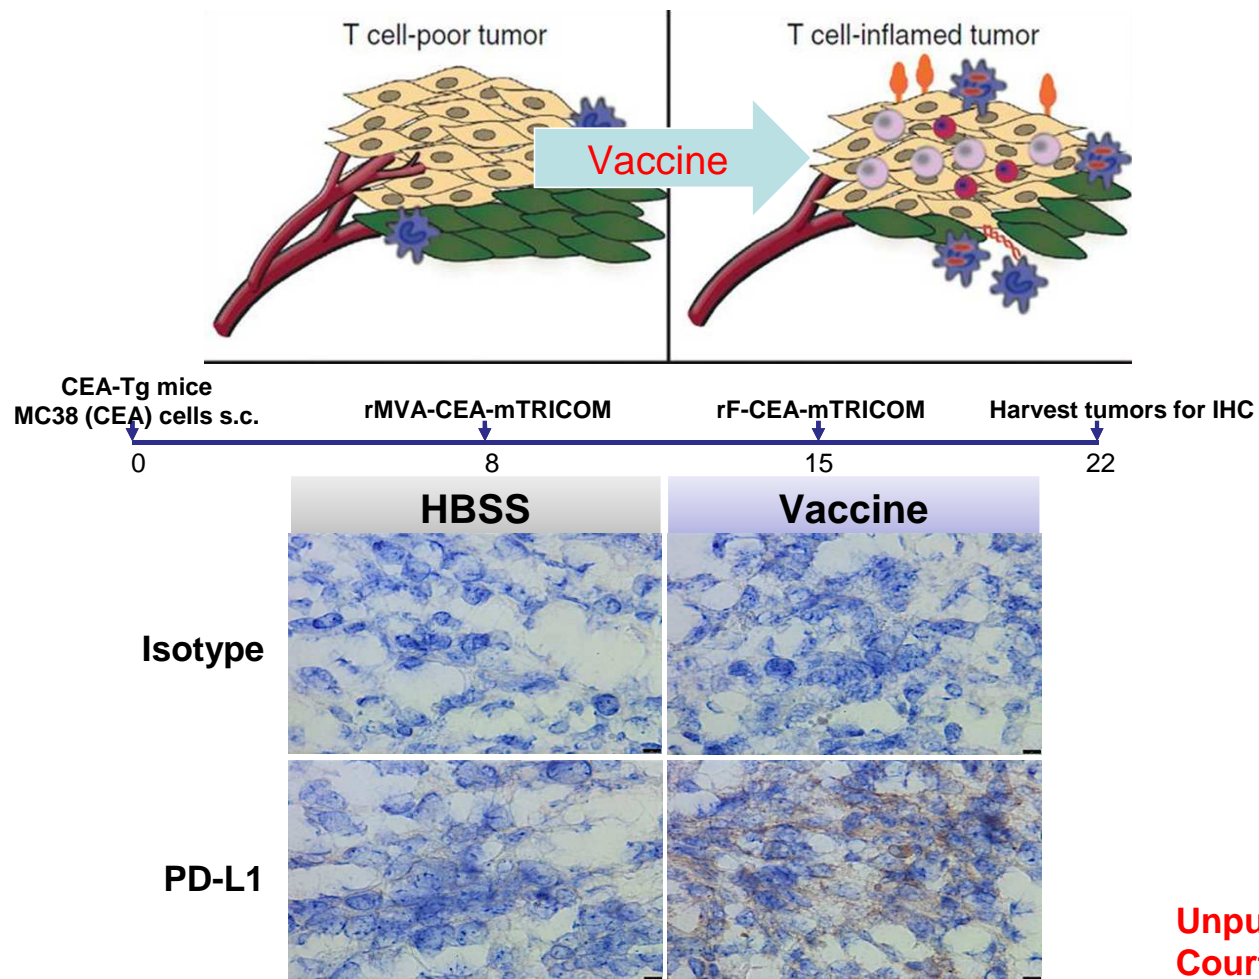 T cell-poor tumor
T cell-inflamed tumor
Vaccine
CEA-Tg mice
MC38 (CEA) cells s.c.
rMVA-CEA-mTRICOM
rF-CEA-mTRICOM
Harvest tumors for IHC
0
8
15
22
HBSS
Vaccine
Isotype
PD-L1